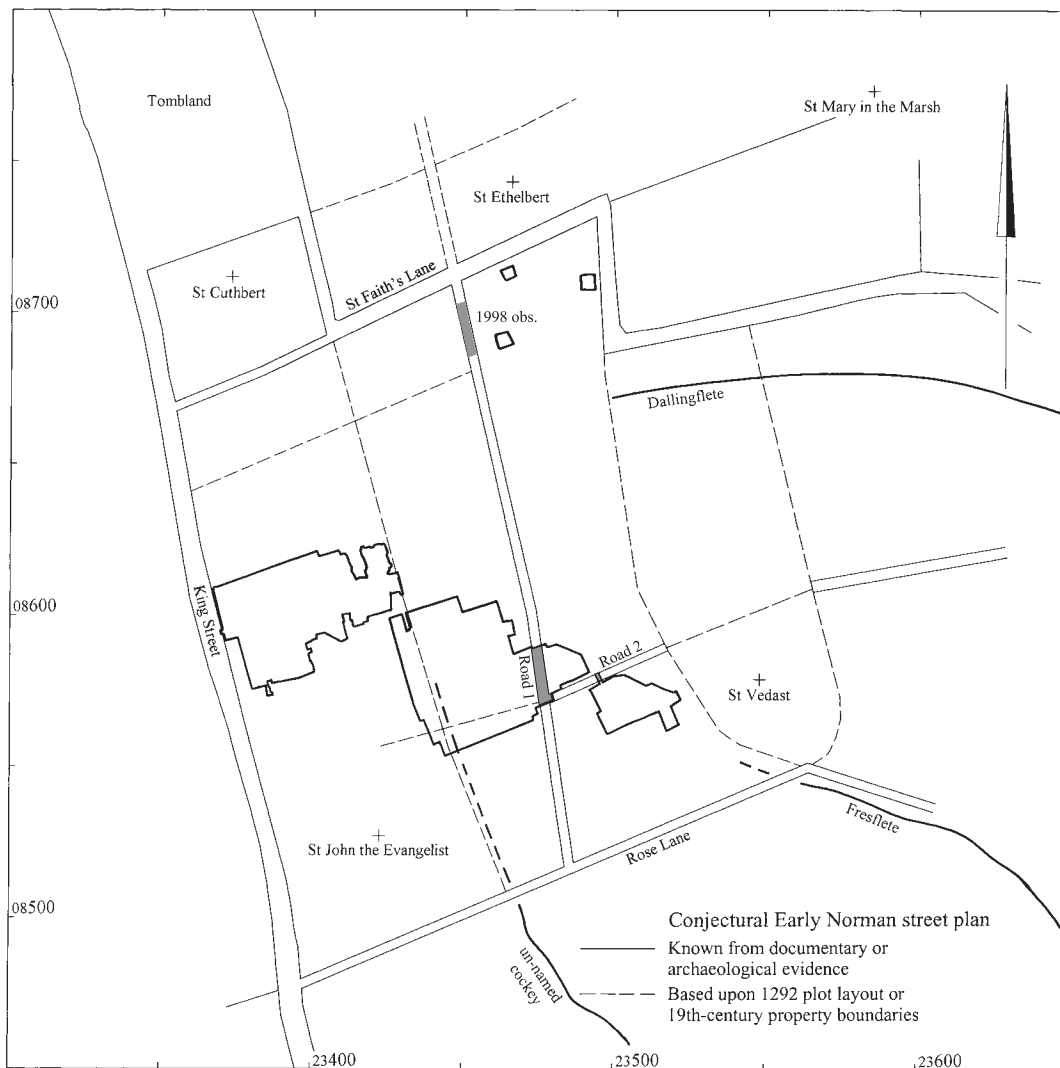 Tombland
St Mary in the Marsh
St Ethelbert
St Cuthbert
St Faith's Lane
08700
1998 obs.
Dallingflete
08600
King Street
Road 1
Road 2
St Vedast
St John the Evangelist
Rose Lane
Fresflete
08500
un-named
cockey
Conjectural Early Norman street plan
Known from documentary or
archaeological evidence
Based upon 1292 plot layout or
19th-century property boundaries
23400
23500
23600